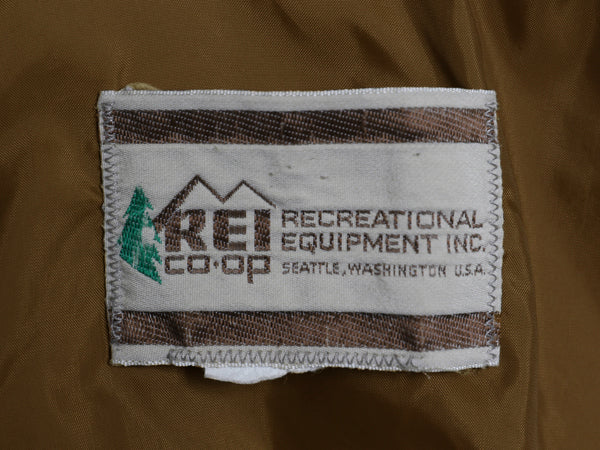 REI
CO·OP
RECREATIONAL
EQUIPMENT INC.
SEATTLE, WASHINGTON U.S.A.